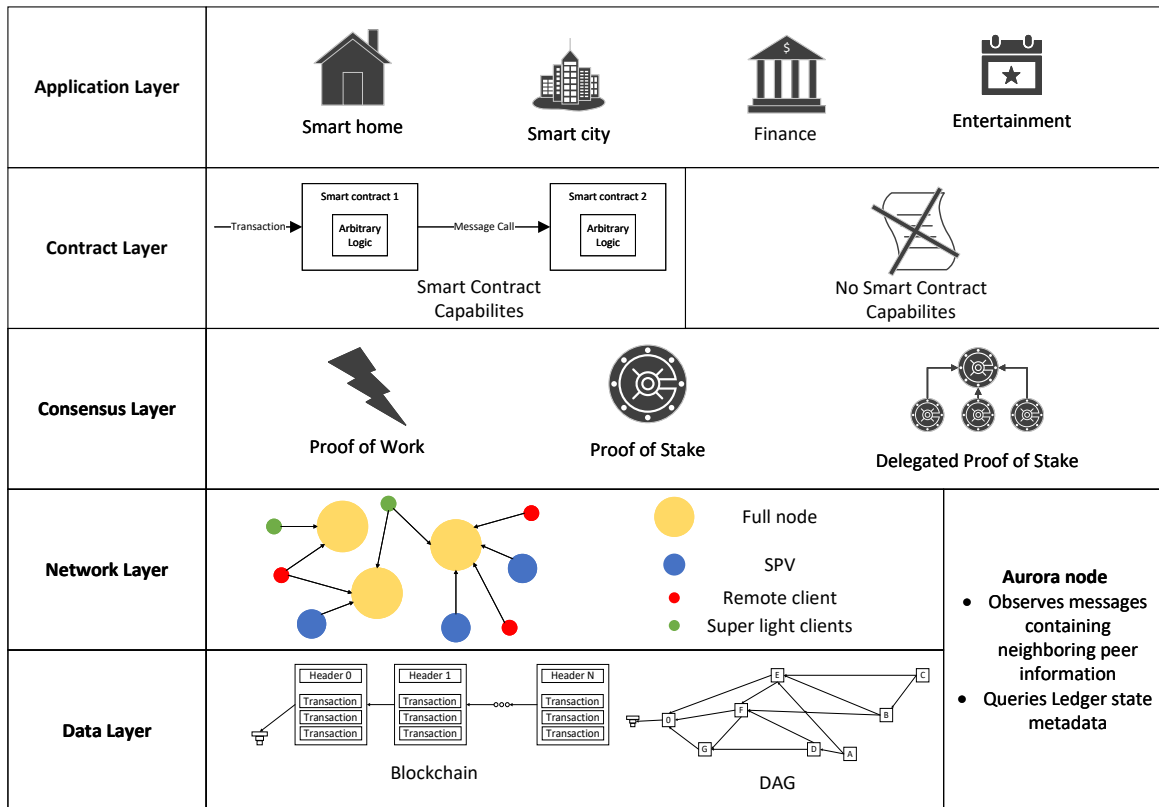 Application Layer
Smart home
Smart city
$
Finance
Entertainment
Contract Layer
Transaction
Smart contract 1
Arbitrary
Logic
Message Call
Smart contract 2
Arbitrary
Logic
Smart Contract
Capabilites
No Smart Contract
Capabilites
Consensus Layer
Proof of Work
Proof of Stake
Delegated Proof of Stake
Network Layer
Full node
SPV
Remote client
Super light clients
Aurora node
• Observes messages
containing
neighboring peer
information
• Queries Ledger state
metadata
Data Layer
Header 0
Transaction
Transaction
Transaction
Header 1
Transaction
Transaction
Transaction
Header N
Transaction
Transaction
Transaction
Blockchain
0
E
C
F
B
G
D
A
DAG